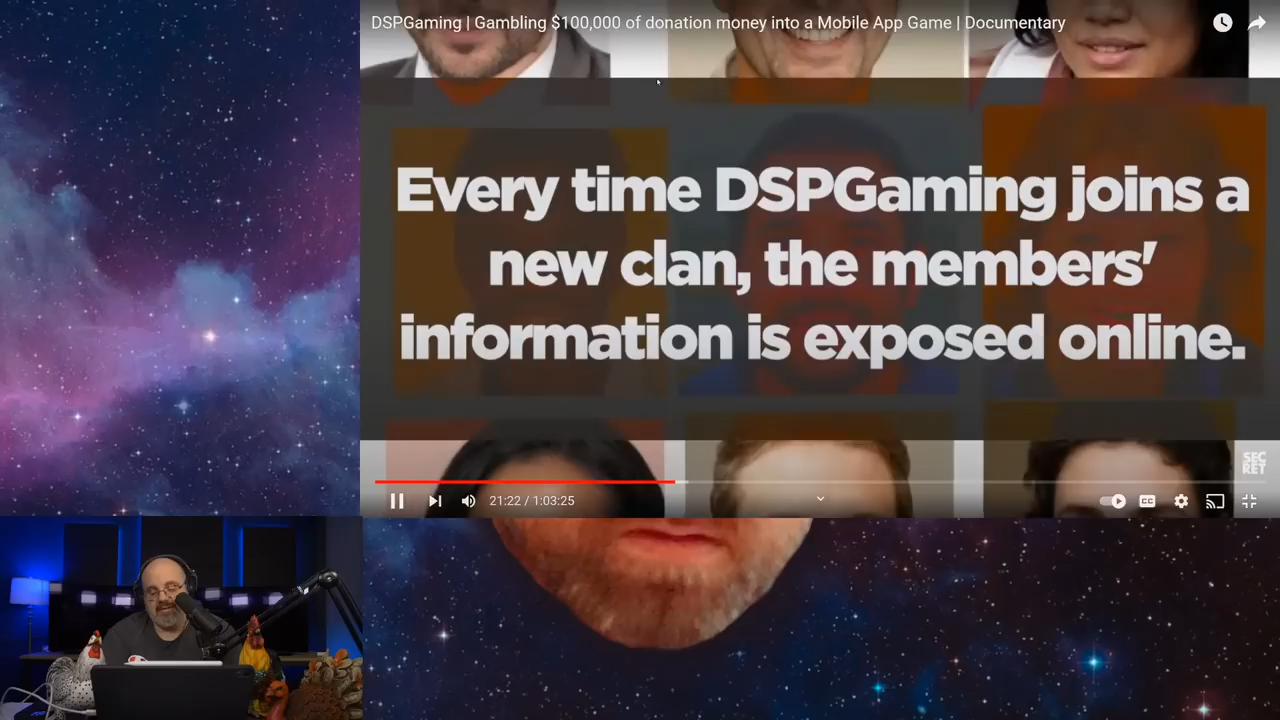 DSPGaming | Gambling $100,000 of donation money into a Mobile App Game | Documentary
Every time DSPGaming joins a
new clan, the members'
information is exposed online.
SEC
RET
21:22 / 1:03:25
CC